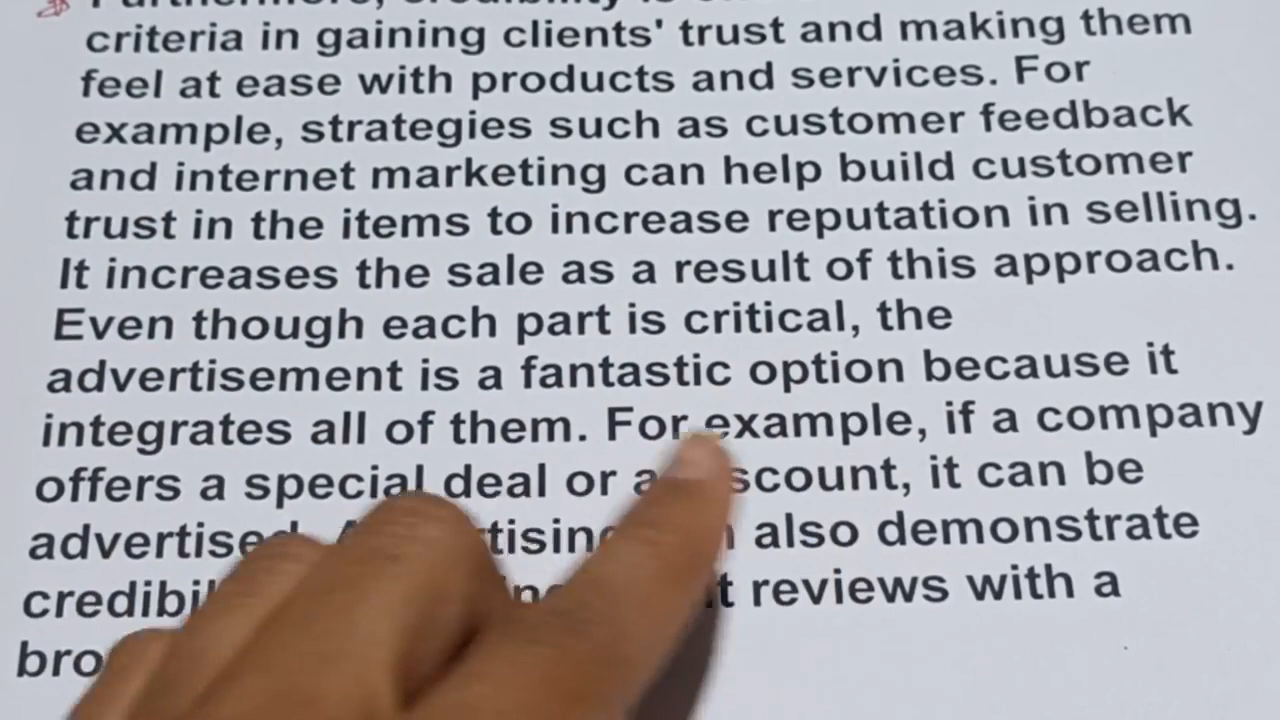 criteria in gaining clients' trust and making them
feel at ease with products and services. For
example, strategies such as customer feedback
and internet marketing can help build customer
trust in the items to increase reputation in selling.
It increases the sale as a result of this approach.
Even though each part is critical, the
advertisement is a fantastic option because it
integrates all of them. For example, if a company
offers a special deal or a it can be
also demonstrate
reviews with a